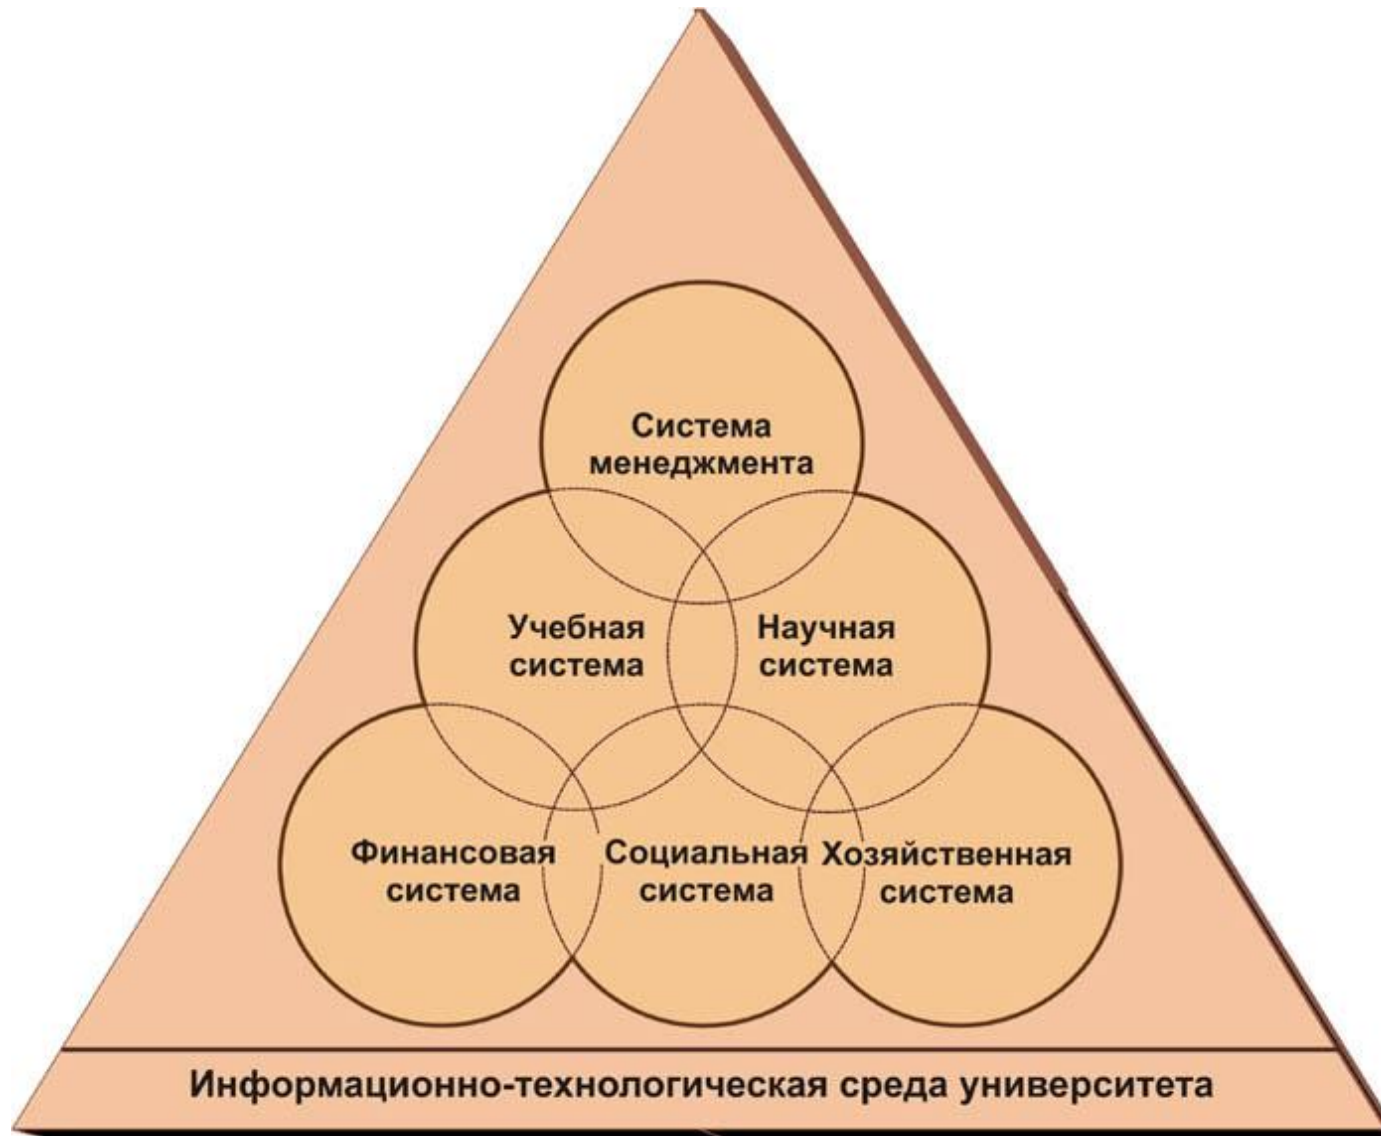 Система
менеджмента
Учебная
система
Научная
система
Финансовая
система
Социальная
система
Хозяйственная
система
Информационно-технологическая среда университета